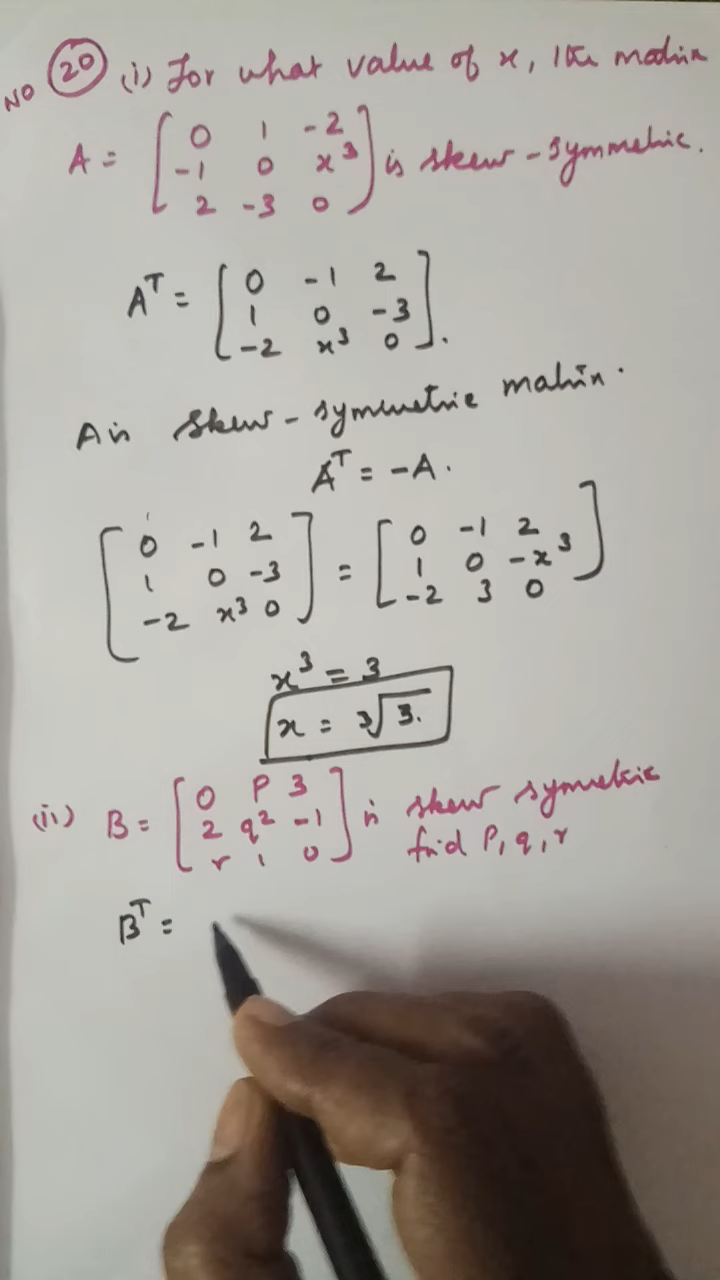 NO 20 (i) For what value of x, the matrix
A = [ 0 1 -2
-1 0 x³
2 -3 0 ] is skew-symmetric.
Aᵀ = [ 0 -1 2
1 0 -3
-2 x³ 0 ].
A is skew-symmetric matrix.
Aᵀ = -A.
[ 0 -1 2
1 0 -3
-2 x³ 0 ] = [ 0 -1 2
1 0 -x³
-2 3 0 ]
x³ = 3
x = ³√3.
(ii) B = [ 0 P 3
2 q² -1
r 1 0 ] is skew symmetric
find P, q, r
Bᵀ =